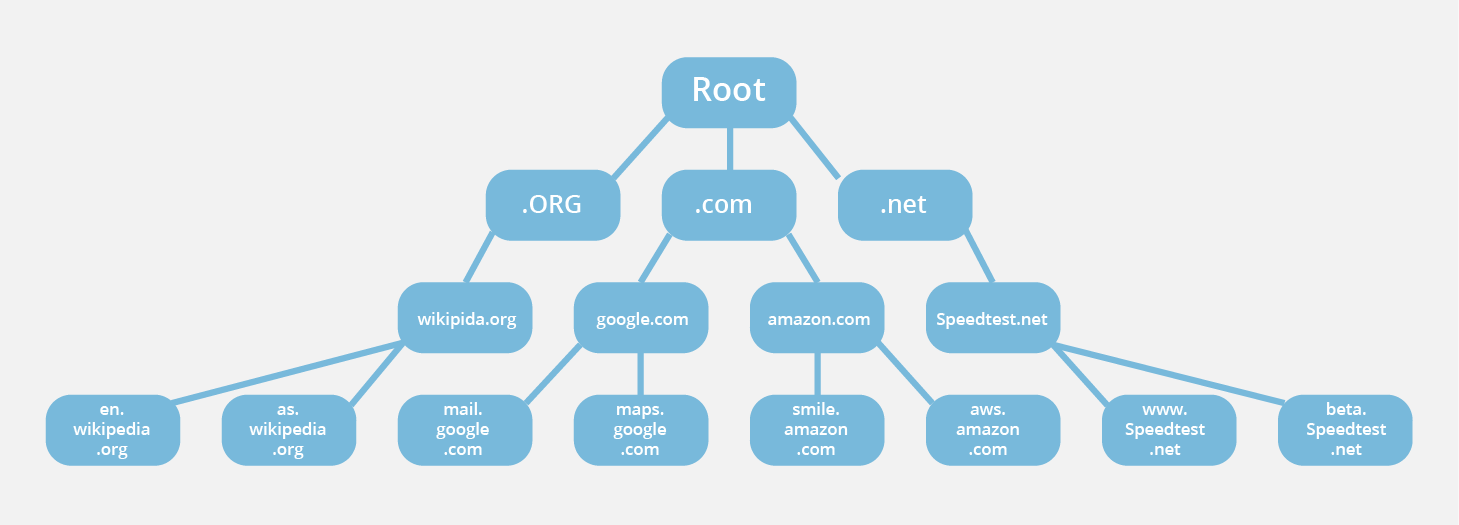 Root
.ORG
.com
.net
wikipida.org
google.com
amazon.com
Speedtest.net
en.
wikipedia
.org
as.
wikipedia
.org
mail.
google
.com
maps.
google
.com
smile.
amazon
.com
aws.
amazon
.com
www.
Speedtest
.net
beta.
Speedtest
.net